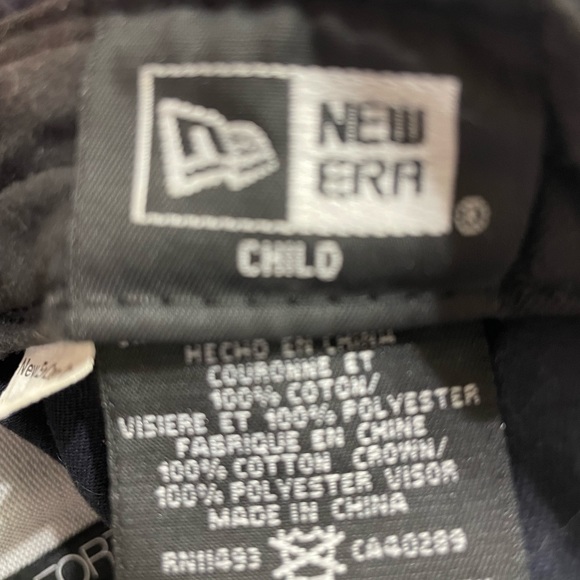 NEW
ERA
®
CHILD
HECHO EN CHINA
COURONNE ET
100% COTON/
VISIERE ET 100% POLYESTER
FABRIQUE EN CHINE
100% COTTON CROWN/
100% POLYESTER VISOR
MADE IN CHINA
RN11493 CA40289
FOR